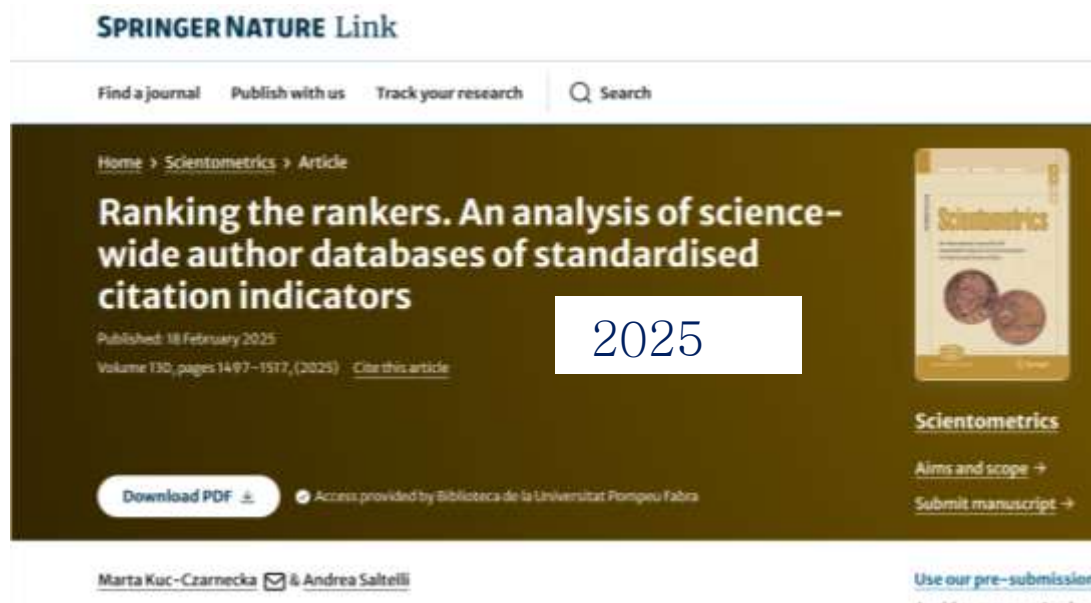 SPRINGER NATURE Link
Find a journal Publish with us Track your research Search
Home > Scientometrics > Article
Ranking the rankers. An analysis of science-
wide author databases of standardised
citation indicators
Published: 18 February 2025
Volume 130, pages 1497–1517, (2025) Cite this article
2025
Scientometrics
Scientometrics
Aims and scope →
Submit manuscript →
Download PDF
Access provided by Biblioteca de la Universitat Pompeu Fabra
Marta Kuc-Czarnecka & Andrea Saltelli
Use our pre-submission